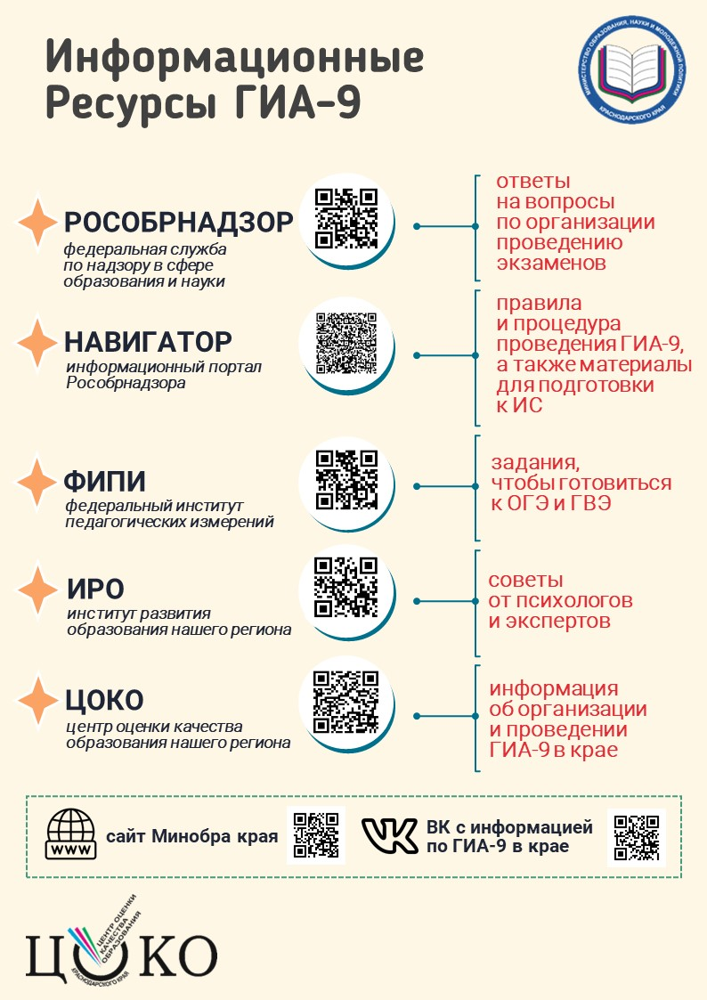 Информационные
Ресурсы ГИА-9
МИНИСТЕРСТВО ОБРАЗОВАНИЯ, НАУКИ И МОЛОДЕЖНОЙ ПОЛИТИКИ
КРАСНОДАРСКОГО КРАЯ
РОСОБРНАДЗОР
федеральная служба
по надзору в сфере
образования и науки
ответы
на вопросы
по организации
проведению
экзаменов
НАВИГАТОР
информационный портал
Рособрнадзора
правила
и процедура
проведения ГИА-9,
а также материалы
для подготовки
к ИС
ФИПИ
федеральный институт
педагогических измерений
задания,
чтобы готовиться
к ОГЭ и ГВЭ
ИРО
институт развития
образования нашего региона
советы
от психологов
и экспертов
ЦОКО
центр оценки качества
образования нашего региона
информация
об организации
и проведении
ГИА-9 в крае
www
сайт Минобра края
ВК с информацией
по ГИА-9 в крае
ЦОКО
ЦЕНТР ОЦЕНКИ
КАЧЕСТВА
ОБРАЗОВАНИЯ
КРАСНОДАРСКОГО КРАЯ